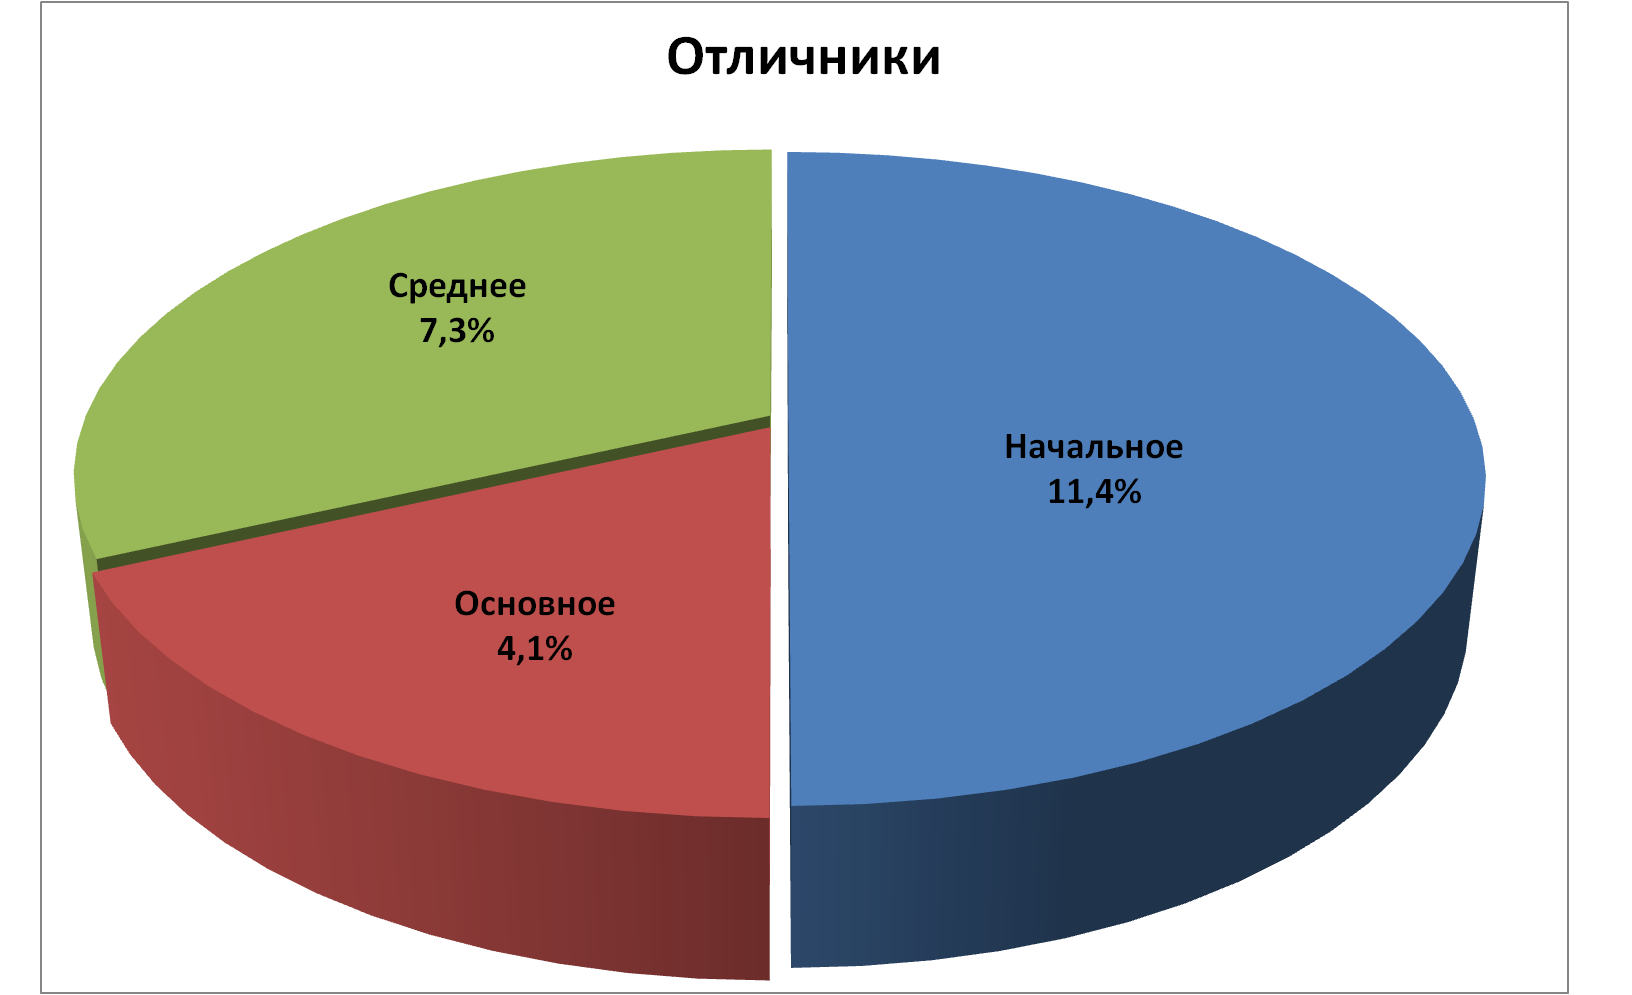 Отличники
Среднее
7,3%
Начальное
11,4%
Основное
4,1%